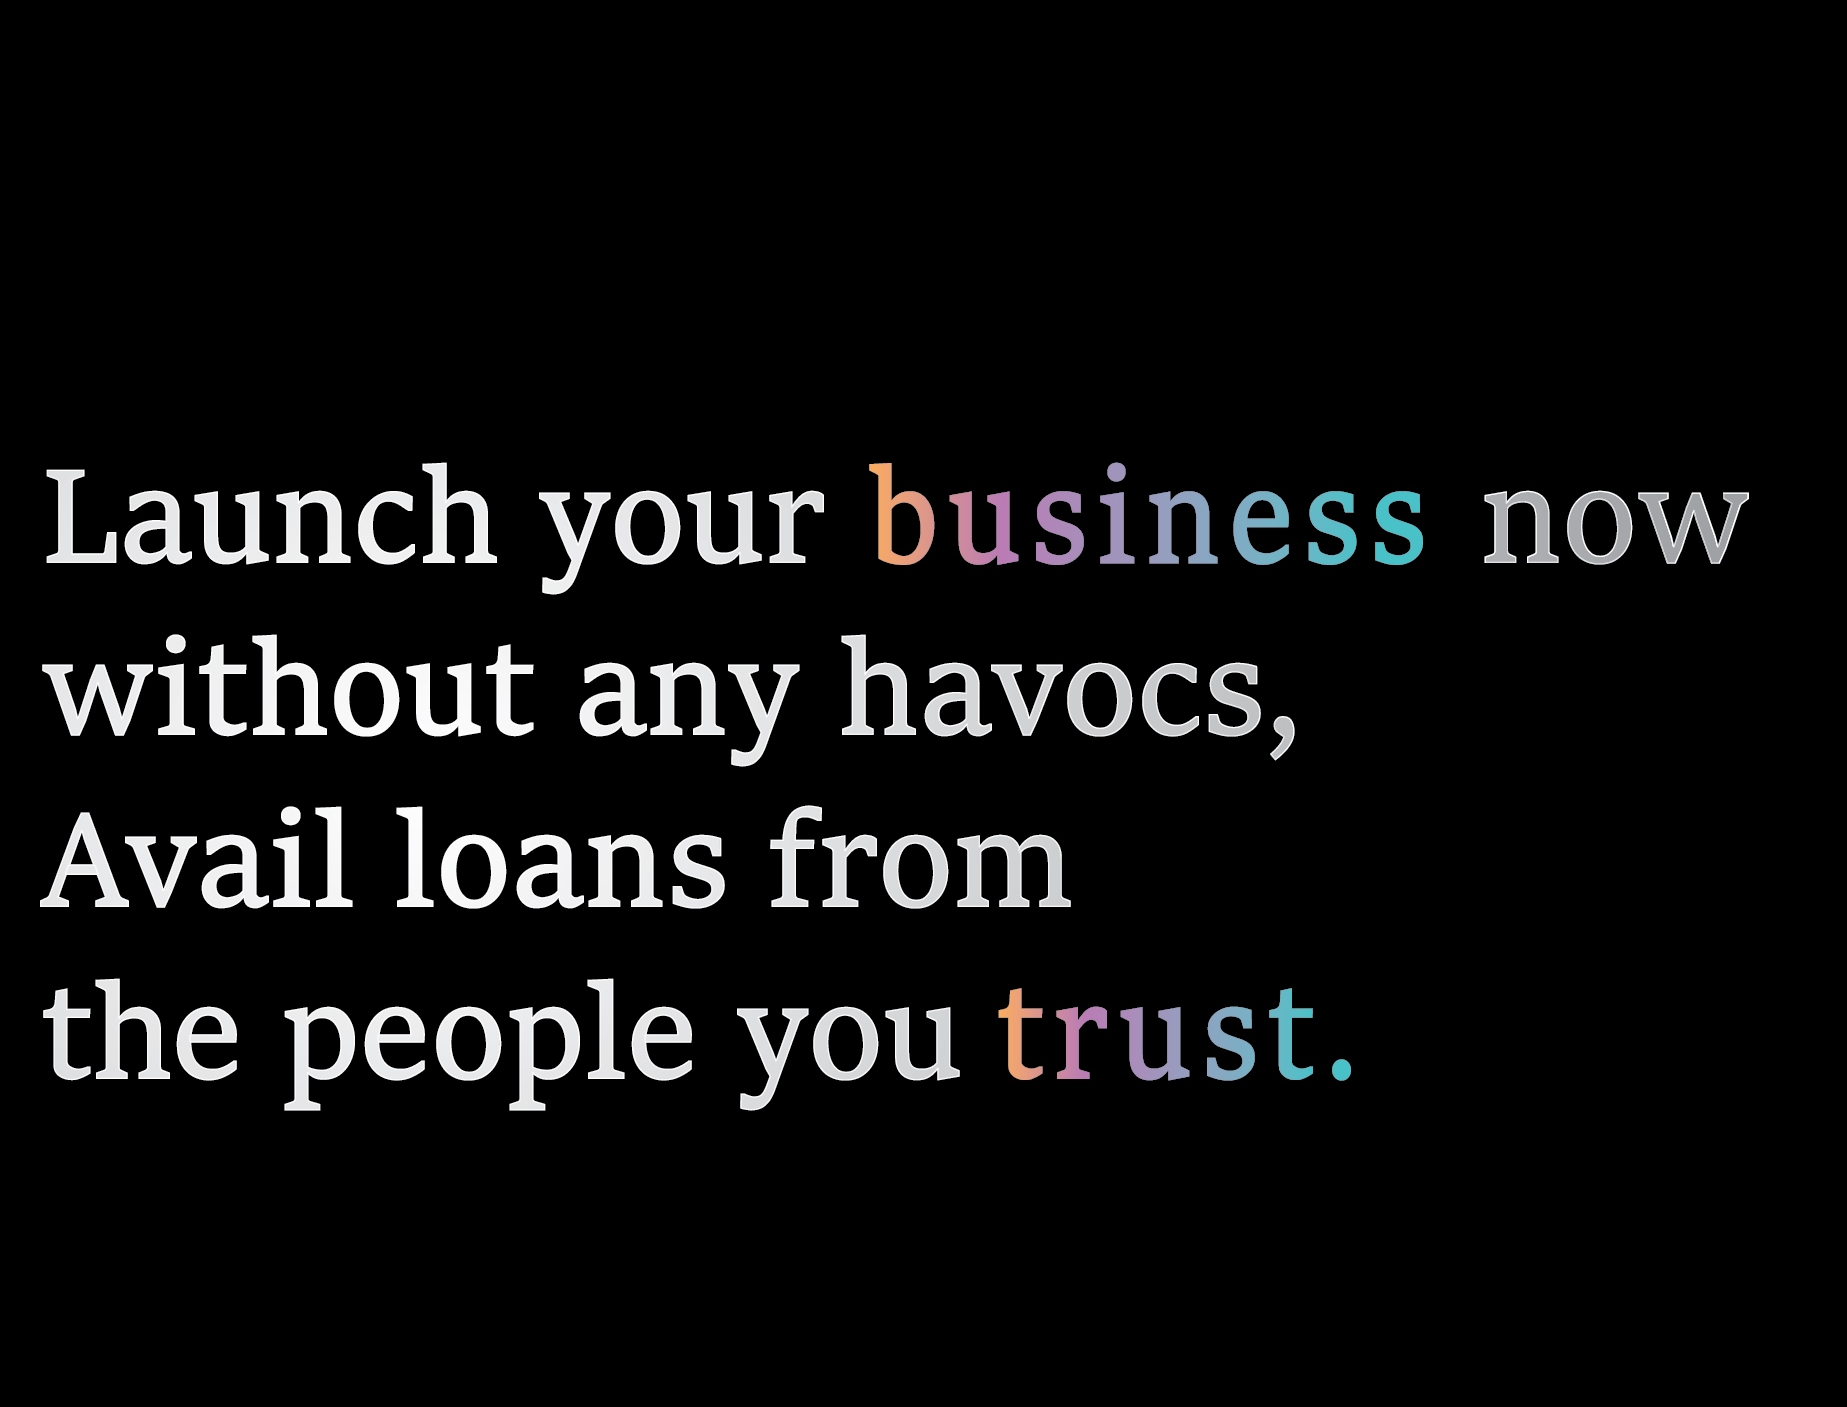 Launch your business now
without any havocs,
Avail loans from
the people you trust.